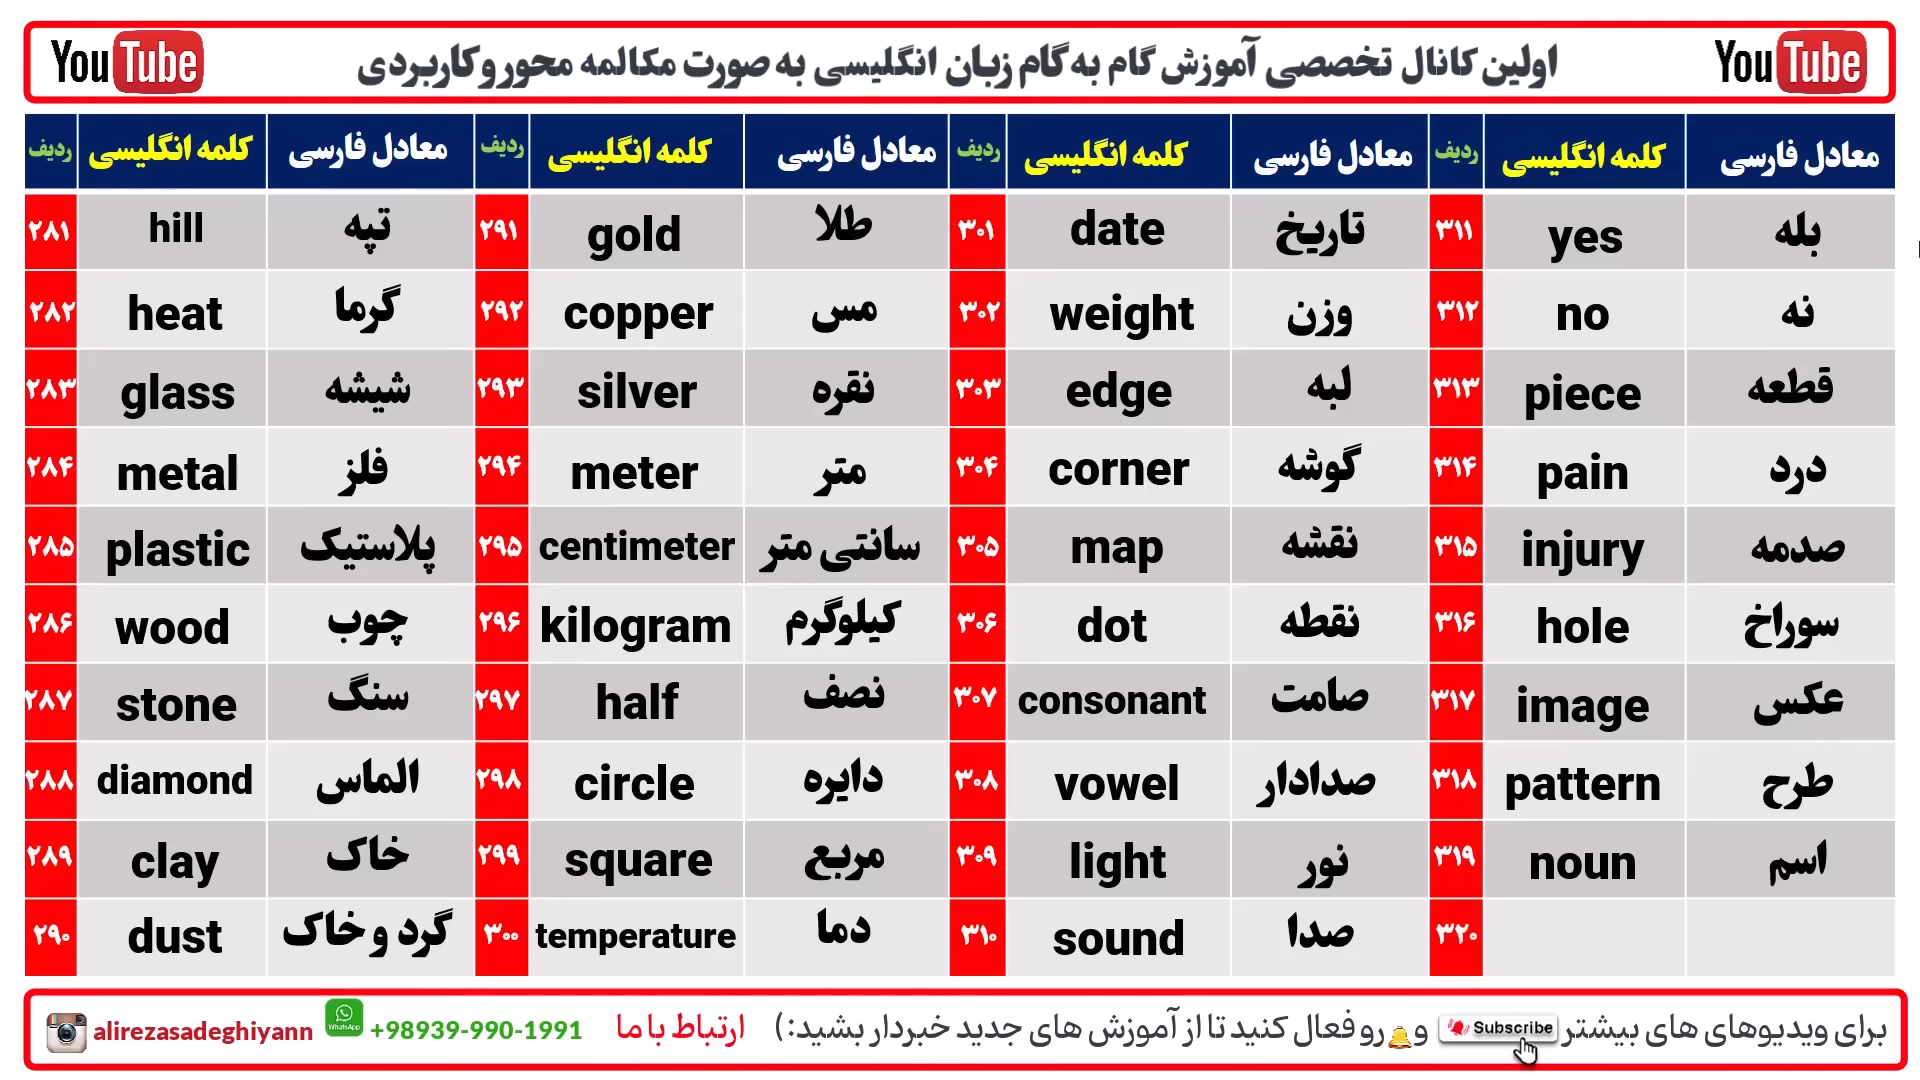 YouTube اولین کانال تخصصی آموزش گام به گام زبان انگلیسی به صورت مکالمه محور و کاربردی YouTube
ردیف کلمه انگلیسی معادل فارسی ردیف کلمه انگلیسی معادل فارسی ردیف کلمه انگلیسی معادل فارسی ردیف کلمه انگلیسی معادل فارسی
۲۸۱ hill تپه ۲۹۱ gold طلا ۳۰۱ date تاریخ ۳۱۱ yes بله
۲۸۲ heat گرما ۲۹۲ copper مس ۳۰۲ weight وزن ۳۱۲ no نه
۲۸۳ glass شیشه ۲۹۳ silver نقره ۳۰۳ edge لبه ۳۱۳ piece قطعه
۲۸۴ metal فلز ۲۹۴ meter متر ۳۰۴ corner گوشه ۳۱۴ pain درد
۲۸۵ plastic پلاستیک ۲۹۵ centimeter سانتی متر ۳۰۵ map نقشه ۳۱۵ injury صدمه
۲۸۶ wood چوب ۲۹۶ kilogram کیلوگرم ۳۰۶ dot نقطه ۳۱۶ hole سوراخ
۲۸۷ stone سنگ ۲۹۷ half نصف ۳۰۷ consonant صامت ۳۱۷ image عکس
۲۸۸ diamond الماس ۲۹۸ circle دایره ۳۰۸ vowel صدادار ۳۱۸ pattern طرح
۲۸۹ clay خاک ۲۹۹ square مربع ۳۰۹ light نور ۳۱۹ noun اسم
۲۹۰ dust گرد و خاک ۳۰۰ temperature دما ۳۱۰ sound صدا ۳۲۰
برای ویدیوهای های بیشتر Subscribe و رو فعال کنید تا از آموزش های جدید خبردار بشید:) ارتباط با ما +98939-990-1991 WhatsApp alirezasadeghiyann